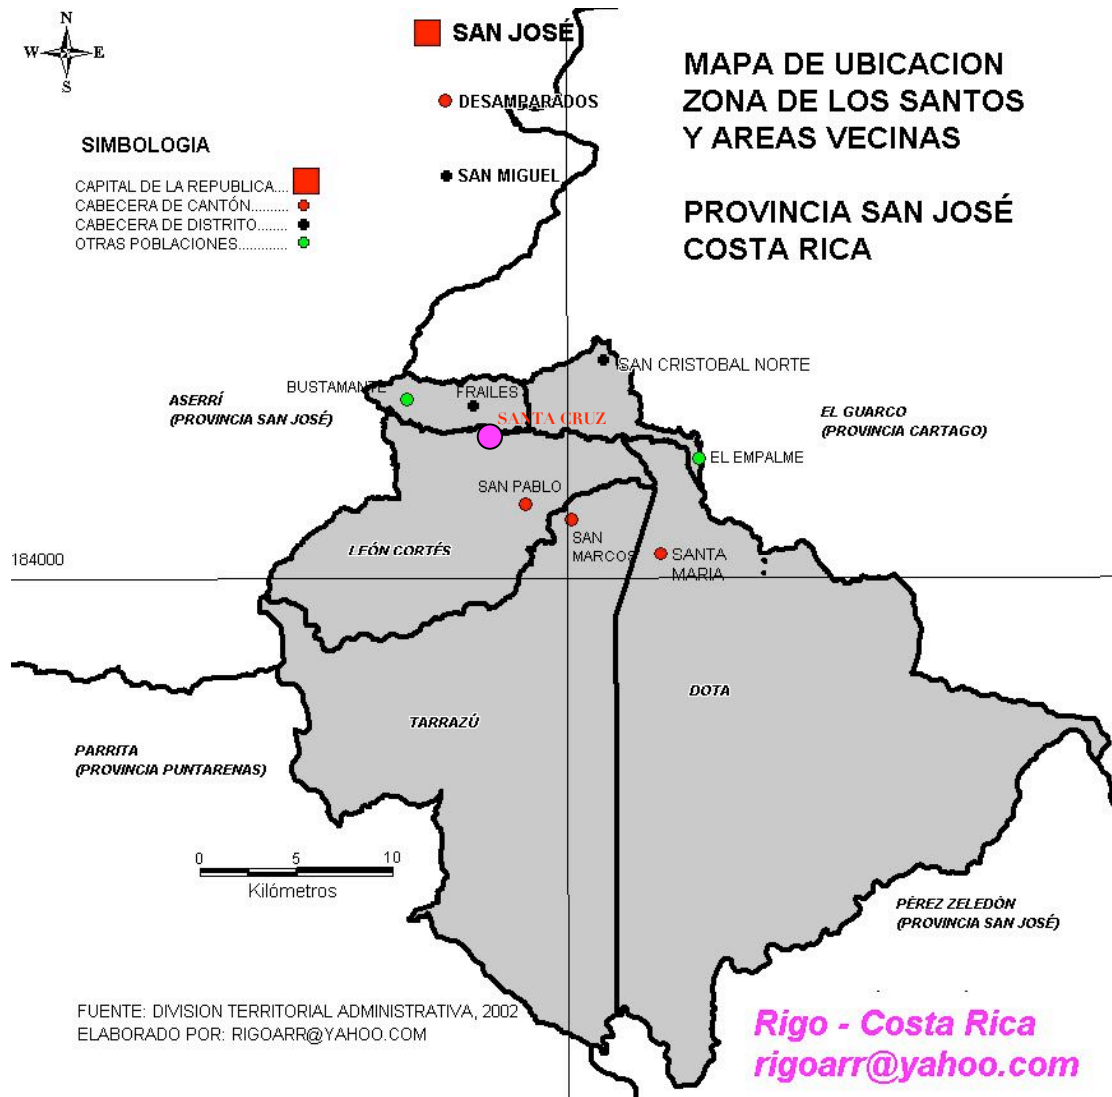 N
W E
S
SAN JOSÉ
DESAMPARADOS
SAN MIGUEL
MAPA DE UBICACION
ZONA DE LOS SANTOS
Y AREAS VECINAS
PROVINCIA SAN JOSÉ
COSTA RICA
SIMBOLOGIA
CAPITAL DE LA REPUBLICA....
CABECERA DE CANTÓN..........
CABECERA DE DISTRITO........
OTRAS POBLACIONES.............
SAN CRISTOBAL NORTE
BUSTAMANTE
FRAILES
ASERRÍ
(PROVINCIA SAN JOSÉ)
SANTA CRUZ
EL GUARCO
(PROVINCIA CARTAGO)
EL EMPALME
SAN PABLO
SAN
MARCOS
LEÓN CORTÉS
SANTA
MARIA
184000
DOTA
TARRAZÚ
PARRITA
(PROVINCIA PUNTARENAS)
0 5 10
Kilómetros
PÉREZ ZELEDÓN
(PROVINCIA SAN JOSÉ)
FUENTE: DIVISION TERRITORIAL ADMINISTRATIVA, 2002
ELABORADO POR: RIGOARR@YAHOO.COM
Rigo - Costa Rica
rigoarr@yahoo.com